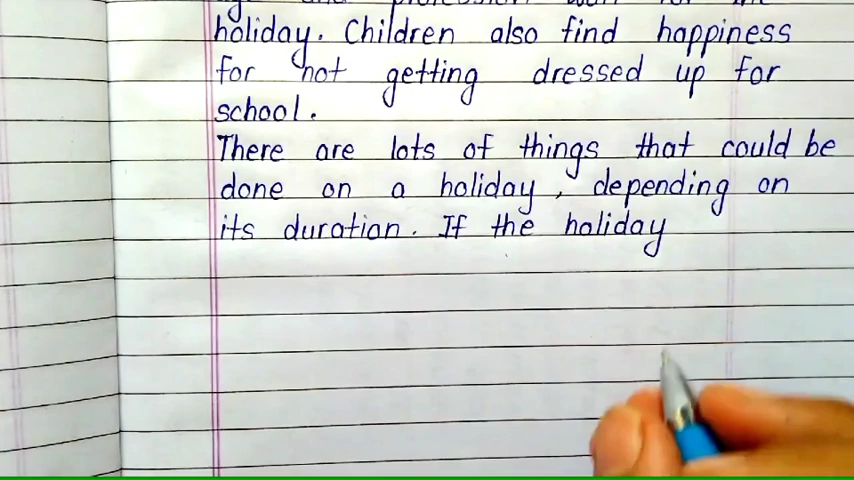 holiday. Children also find happiness
for not getting dressed up for
school.
There are lots of things that could be
done on a holiday, depending on
its duration. If the holiday